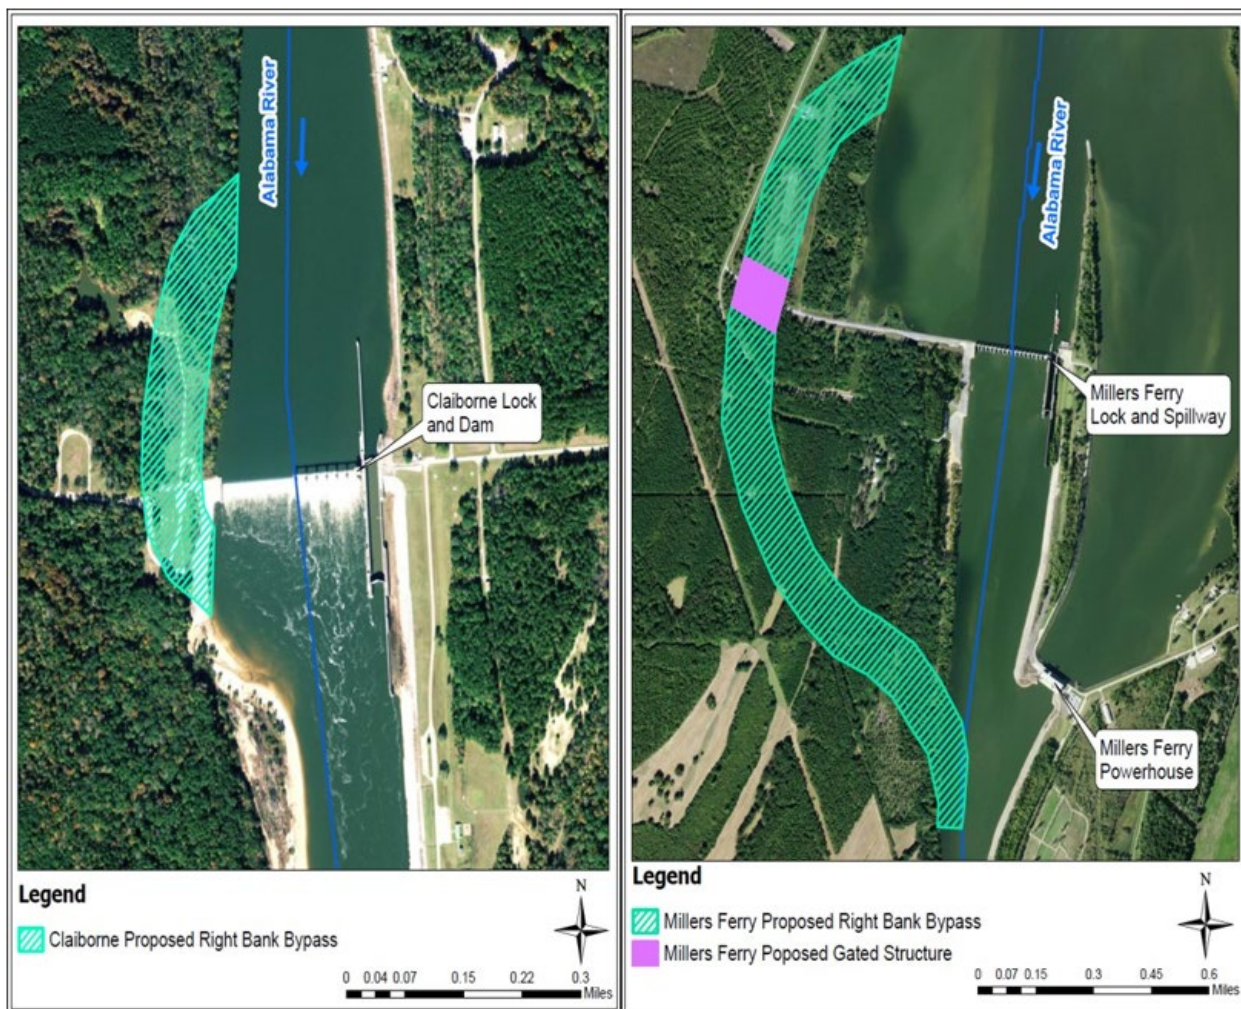 Alabama River
Claiborne Lock
and Dam
Legend
Claiborne Proposed Right Bank Bypass
N
0 0.04 0.07 0.15 0.22 0.3
Miles
Alabama River
Millers Ferry
Lock and Spillway
Millers Ferry
Powerhouse
Legend
Millers Ferry Proposed Right Bank Bypass
Millers Ferry Poposed Gated Structure
N
0 0.07 0.15 0.3 0.45 0.6
Miles